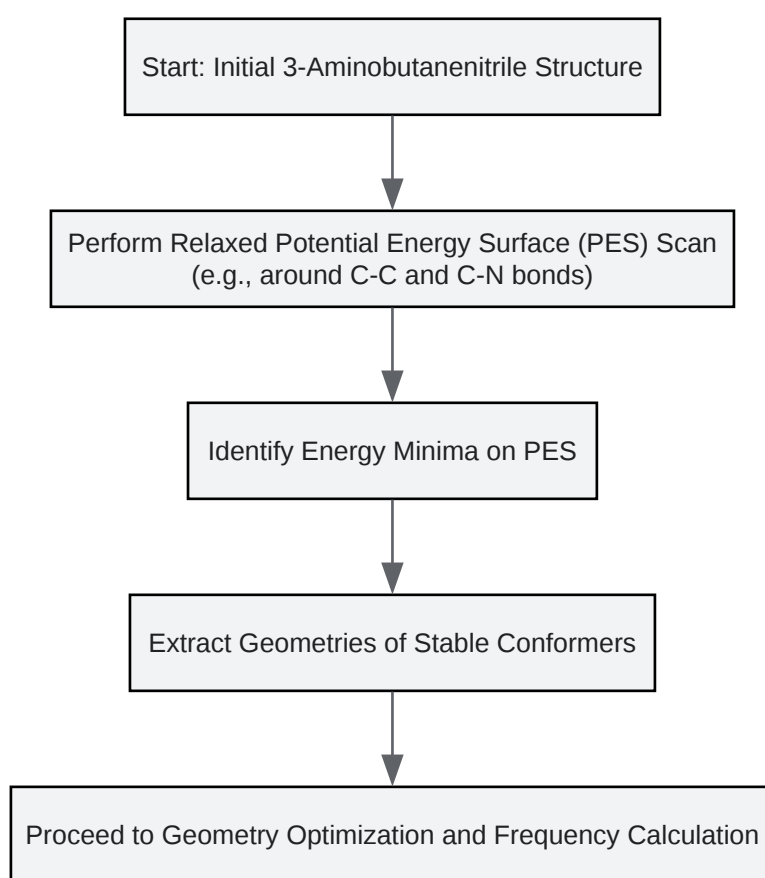 Start: Initial 3-Aminobutanenitrile Structure
Perform Relaxed Potential Energy Surface (PES) Scan
(e.g., around C-C and C-N bonds)
Identify Energy Minima on PES
Extract Geometries of Stable Conformers
Proceed to Geometry Optimization and Frequency Calculation